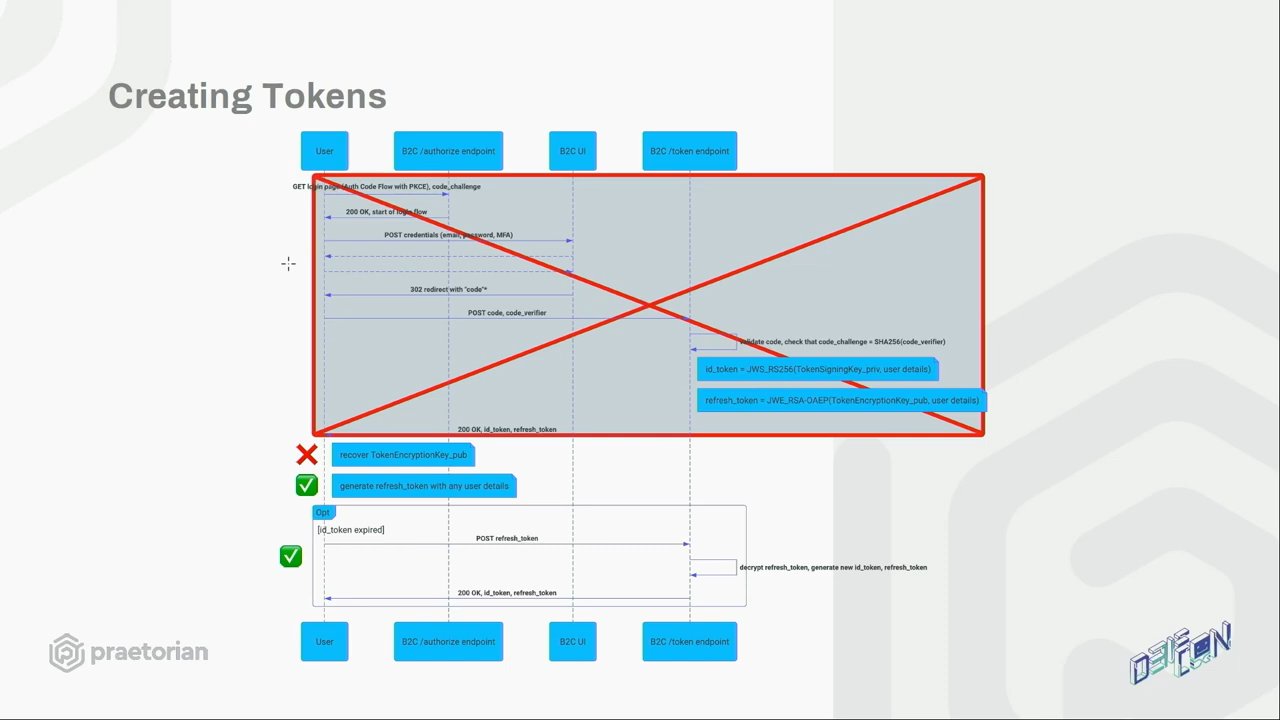 Creating Tokens
User
B2C /authorize endpoint
B2C UI
B2C /token endpoint
GET login page (Auth Code Flow with PKCE), code_challenge
200 OK, start of login flow
POST credentials (email, password, MFA)
302 redirect with "code"*
POST code, code_verifier
validate code, check that code_challenge = SHA256(code_verifier)
id_token = JWS_RS256(TokenSigningKey_priv, user details)
refresh_token = JWE_RSA-OAEP(TokenEncryptionKey_pub, user details)
200 OK, id_token, refresh_token
recover TokenEncryptionKey_pub
generate refresh_token with any user details
Opt
[id_token expired]
POST refresh_token
decrypt refresh_token, generate new id_token, refresh_token
200 OK, id_token, refresh_token
User
B2C /authorize endpoint
B2C UI
B2C /token endpoint
praetorian